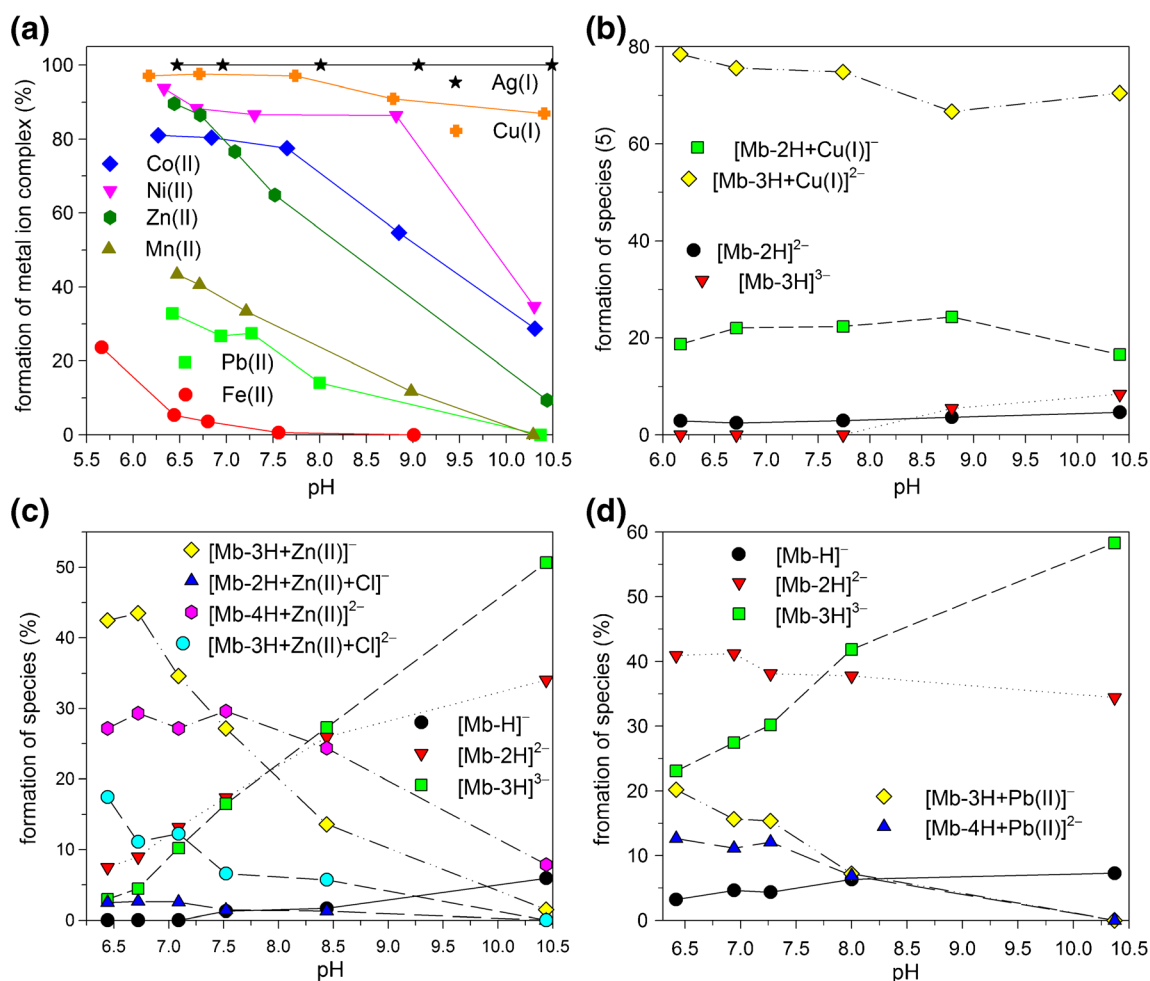 (a)
formation of metal ion complex (%)
100
80
60
40
20
0
Ag(I)
Cu(I)
Co(II)
Ni(II)
Zn(II)
Mn(II)
Pb(II)
Fe(II)
5.5 6.0 6.5 7.0 7.5 8.0 8.5 9.0 9.5 10.0 10.5
pH
(b)
formation of species (5)
80
60
40
20
0
[Mb-2H+Cu(I)]⁻
[Mb-3H+Cu(I)]²⁻
[Mb-2H]²⁻
[Mb-3H]³⁻
6.0 6.5 7.0 7.5 8.0 8.5 9.0 9.5 10.0 10.5
pH
(c)
formation of species (%)
50
40
30
20
10
0
[Mb-3H+Zn(II)]⁻
[Mb-2H+Zn(II)+Cl]⁻
[Mb-4H+Zn(II)]²⁻
[Mb-3H+Zn(II)+Cl]²⁻
[Mb-H]⁻
[Mb-2H]²⁻
[Mb-3H]³⁻
6.5 7.0 7.5 8.0 8.5 9.0 9.5 10.0 10.5
pH
(d)
fromation of species (%)
60
50
40
30
20
10
0
[Mb-H]⁻
[Mb-2H]²⁻
[Mb-3H]³⁻
[Mb-3H+Pb(II)]⁻
[Mb-4H+Pb(II)]²⁻
6.5 7.0 7.5 8.0 8.5 9.0 9.5 10.0 10.5
pH